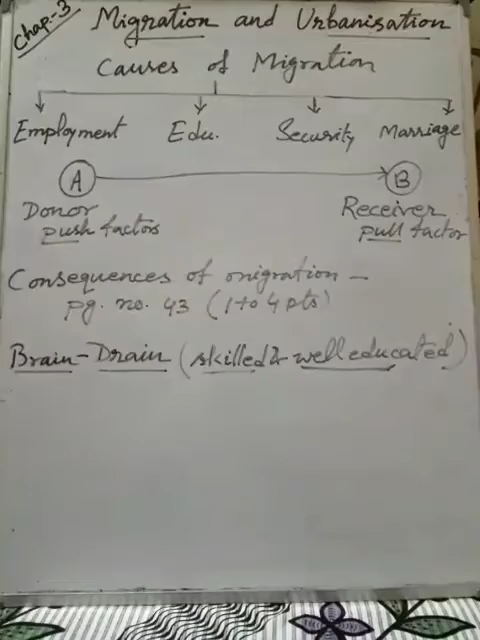 Chap.-3
Migration and Urbanisation
Causes of Migration
Employment Edu. Security Marriage
A B
Donor Receiver
push factors pull factor
Consequences of migration -
pg. no. 43 (1 to 4 pts)
Brain-Drain (skilled & well educated)